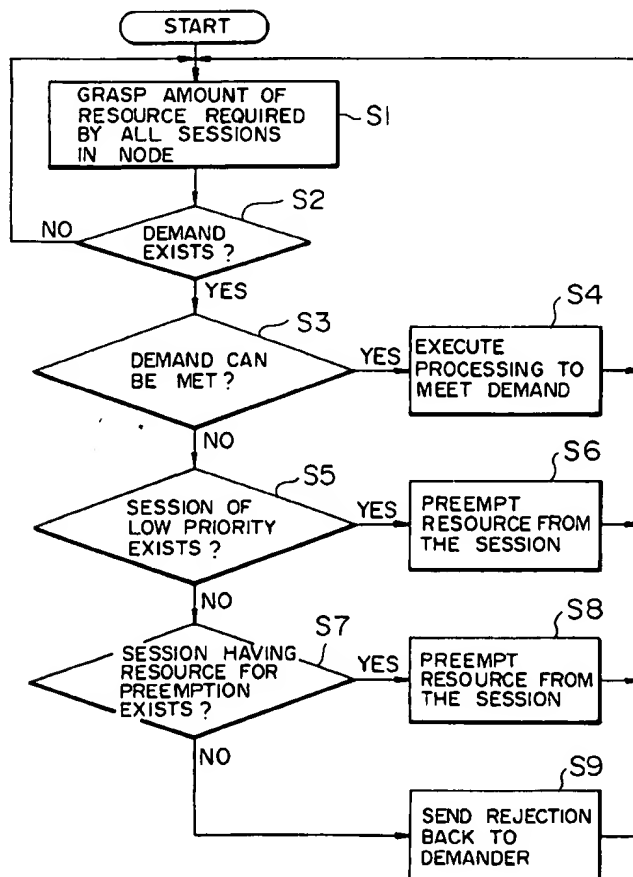 START
GRASP AMOUNT OF
RESOURCE REQUIRED
BY ALL SESSIONS
IN NODE
S1
S2
NO
DEMAND
EXISTS?
YES
S3
DEMAND CAN
BE MET?
YES
S4
EXECUTE
PROCESSING TO
MEET DEMAND
NO
S5
SESSION OF
LOW PRIORITY
EXISTS?
YES
S6
PREEMPT
RESOURCE FROM
THE SESSION
NO
S7
SESSION HAVING
RESOURCE FOR
PREEMPTION
EXISTS?
YES
S8
PREEMPT
RESOURCE FROM
THE SESSION
NO
S9
SEND REJECTION
BACK TO
DEMANDER